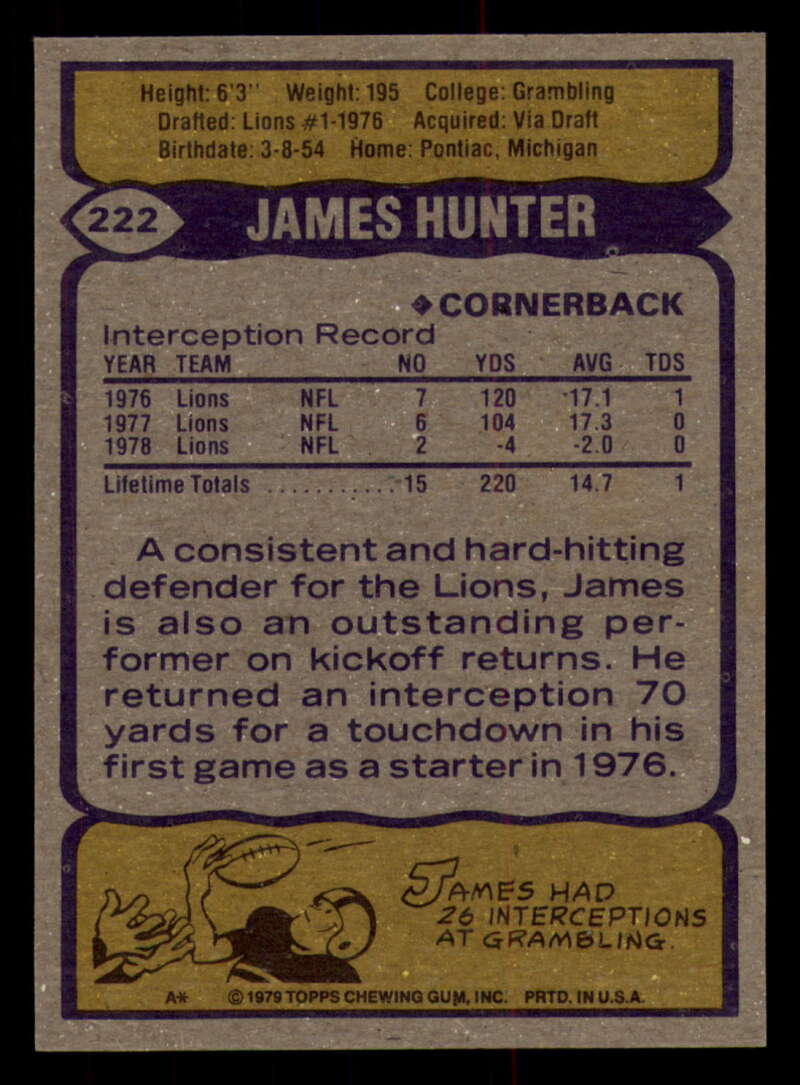 Height: 6'3" Weight: 195 College: Grambling
Drafted: Lions #1-1976 Acquired: Via Draft
Birthdate: 3-8-54 Home: Pontiac, Michigan
222 JAMES HUNTER
CORNERBACK
Interception Record
YEAR TEAM NO YDS AVG TDS
1976 Lions NFL 7 120 17.1 1
1977 Lions NFL 6 104 17.3 0
1978 Lions NFL 2 -4 -2.0 0
Lifetime Totals ........... 15 220 14.7 1
A consistent and hard-hitting
defender for the Lions, James
is also an outstanding per-
former on kickoff returns. He
returned an interception 70
yards for a touchdown in his
first game as a starter in 1976.
JAMES HAD
26 INTERCEPTIONS
AT GRAMBLING.
A* © 1979 TOPPS CHEWING GUM, INC. PRTD. IN U.S.A.